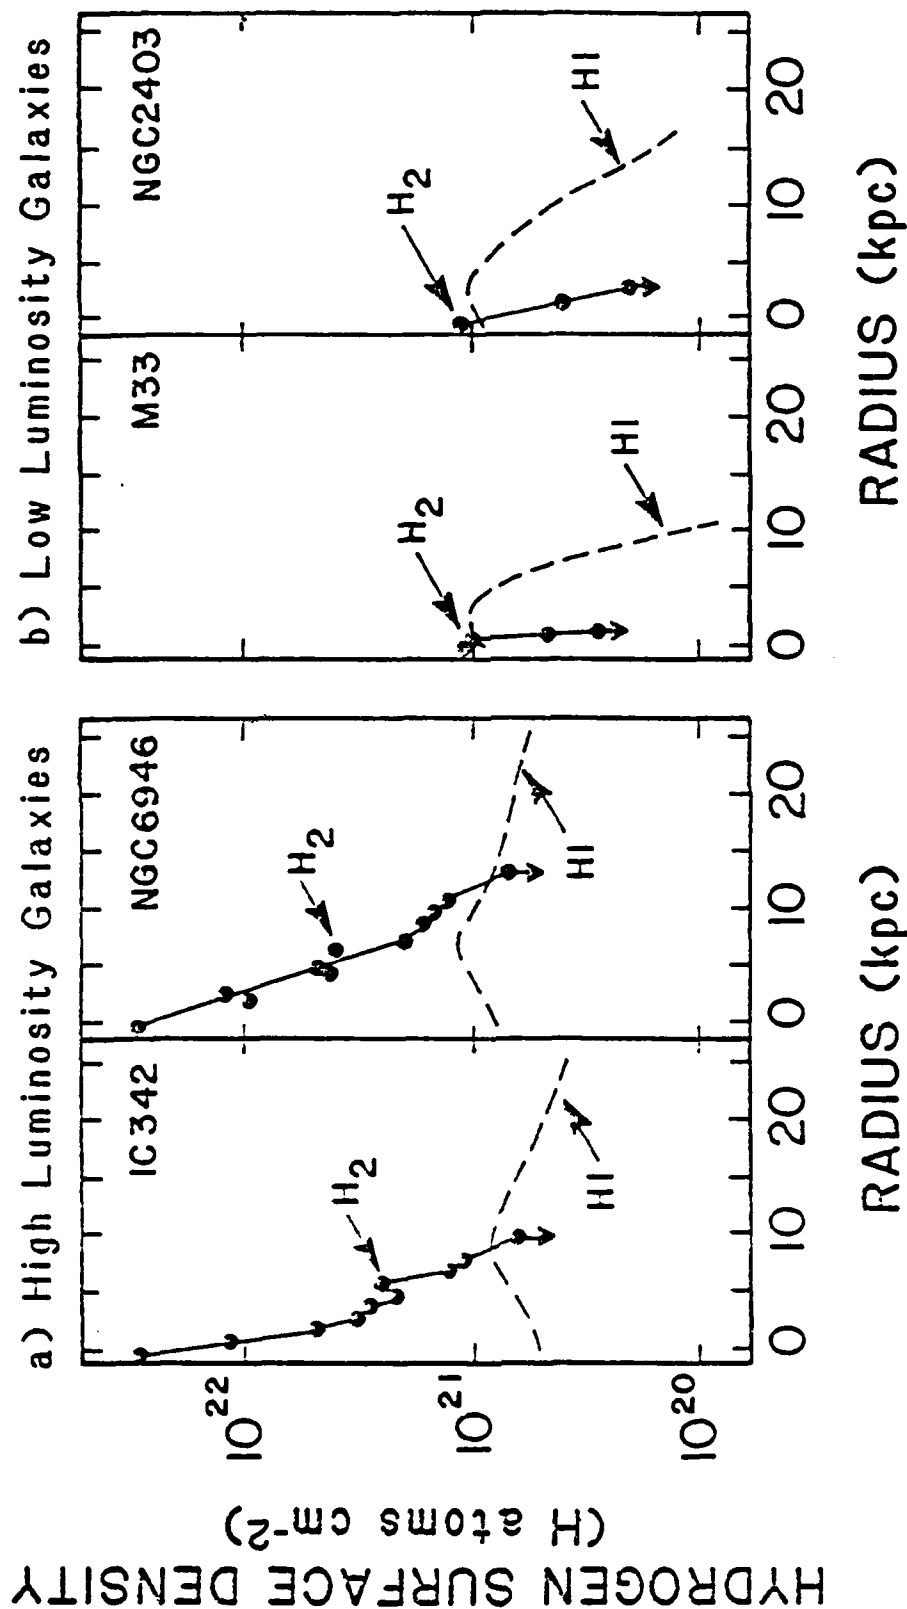 a) High Luminosity Galaxies
b) Low Luminosity Galaxies
IC342
NGC6946
M33
NGC2403
H2
HI
H2
HI
H2
HI
H2
HI
10^22
10^21
10^20
0 10 20
0 10 20
0 10 20
0 10 20
RADIUS (kpc)
RADIUS (kpc)
HYDROGEN SURFACE DENSITY
(H atoms cm-2)